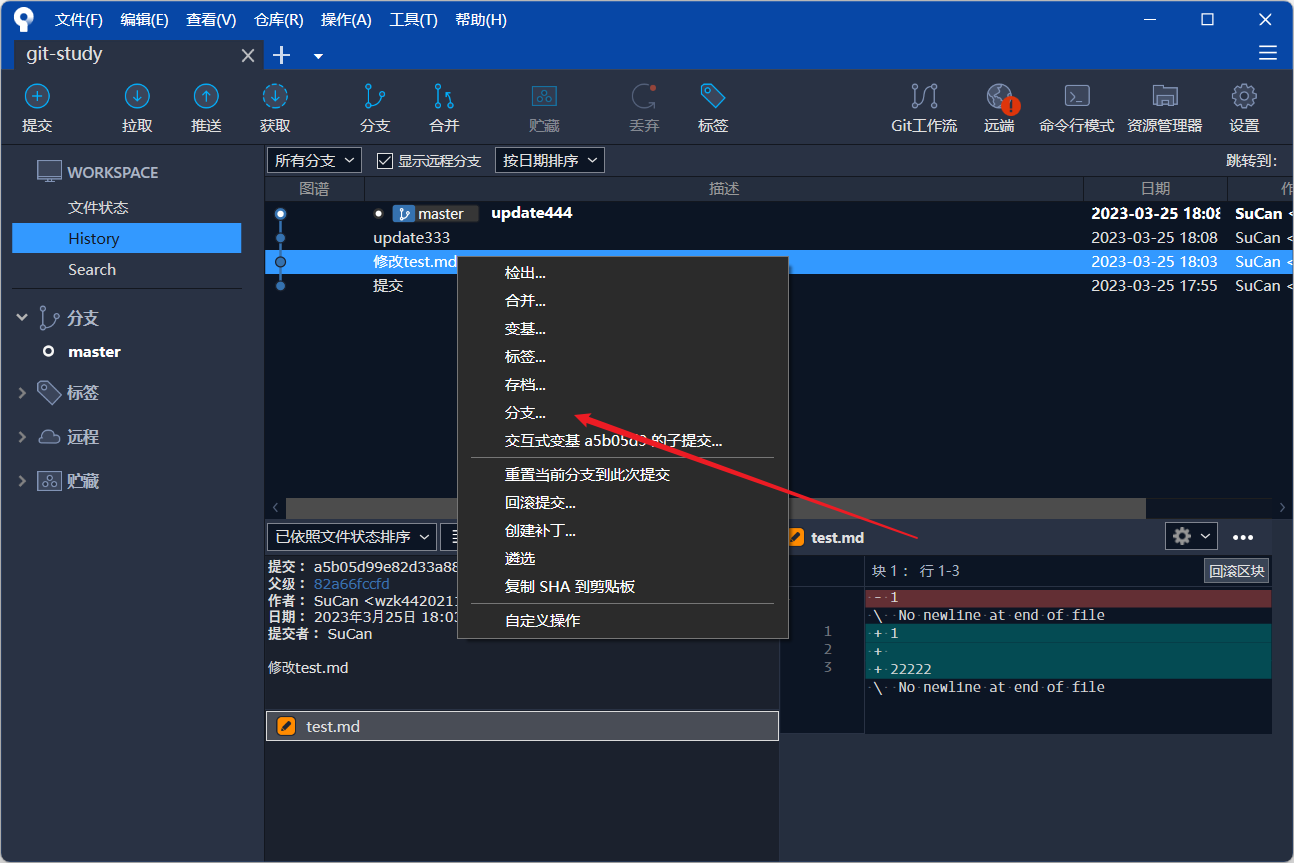 文件(F) 编辑(E) 查看(V) 仓库(R) 操作(A) 工具(T) 帮助(H)
git-study
提交 拉取 推送 获取 分支 合并 贮藏 丢弃 标签 Git工作流 远端 命令行模式 资源管理器 设置
WORKSPACE
文件状态
History
Search
分支
master
标签
远程
贮藏
所有分支 显示远程分支 按日期排序 跳转到:
图谱 描述 日期
master update444 2023-03-25 18:08 SuCan <
update333 2023-03-25 18:08 SuCan <
修改test.md 2023-03-25 18:03 SuCan <
提交 2023-03-25 17:55 SuCan <
检出...
合并...
变基...
标签...
存档...
分支...
交互式变基 a5b05d9 的子提交...
重置当前分支到此次提交
回滚提交...
创建补丁...
遴选
复制 SHA 到剪贴板
自定义操作
已依照文件状态排序
提交： a5b05d99e82d33a88
父级： 82a66fccfd
作者： SuCan <wzk4420211
日期： 2023年3月25日 18:03
提交者： SuCan
修改test.md
test.md
test.md
块 1： 行 1-3 回滚区块
- 1
\ No newline at end of file
1 + 1
2 +
3 + 22222
\ No newline at end of file